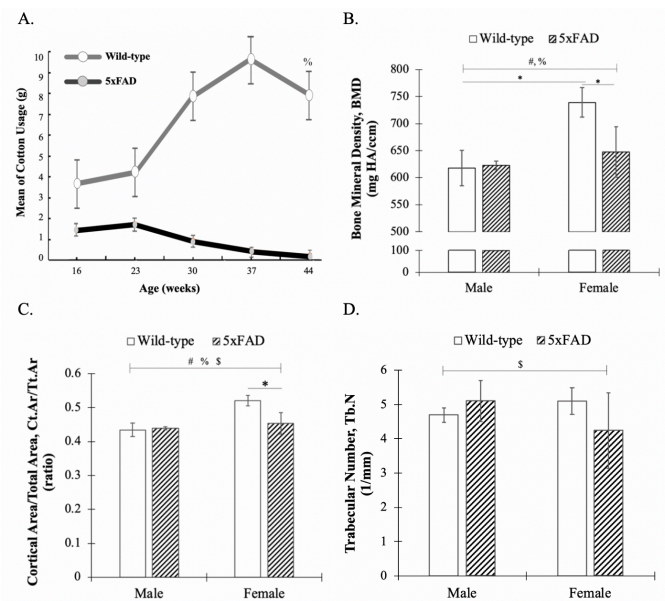 A.
Mean of Cotton Usage (g)
10
9
8
7
6
5
4
3
2
1
0
Wild-type
5xFAD
%
16 23 30 37 44
Age (weeks)
B.
Wild-type 5xFAD
Bone Mineral Density, BMD
(mg HA/ccm)
800
750
700
650
600
550
500
100
0
#, %
*
*
Male Female
C.
Wild-type 5xFAD
Cortical Area/Total Area, Ct.Ar/Tt.Ar
(ratio)
0.6
0.5
0.4
0.3
0.2
0.1
0
# % $
*
Male Female
D.
Wild-type 5xFAD
Trabecular Number, Tb.N
(1/mm)
6
5
4
3
2
1
0
$
Male Female